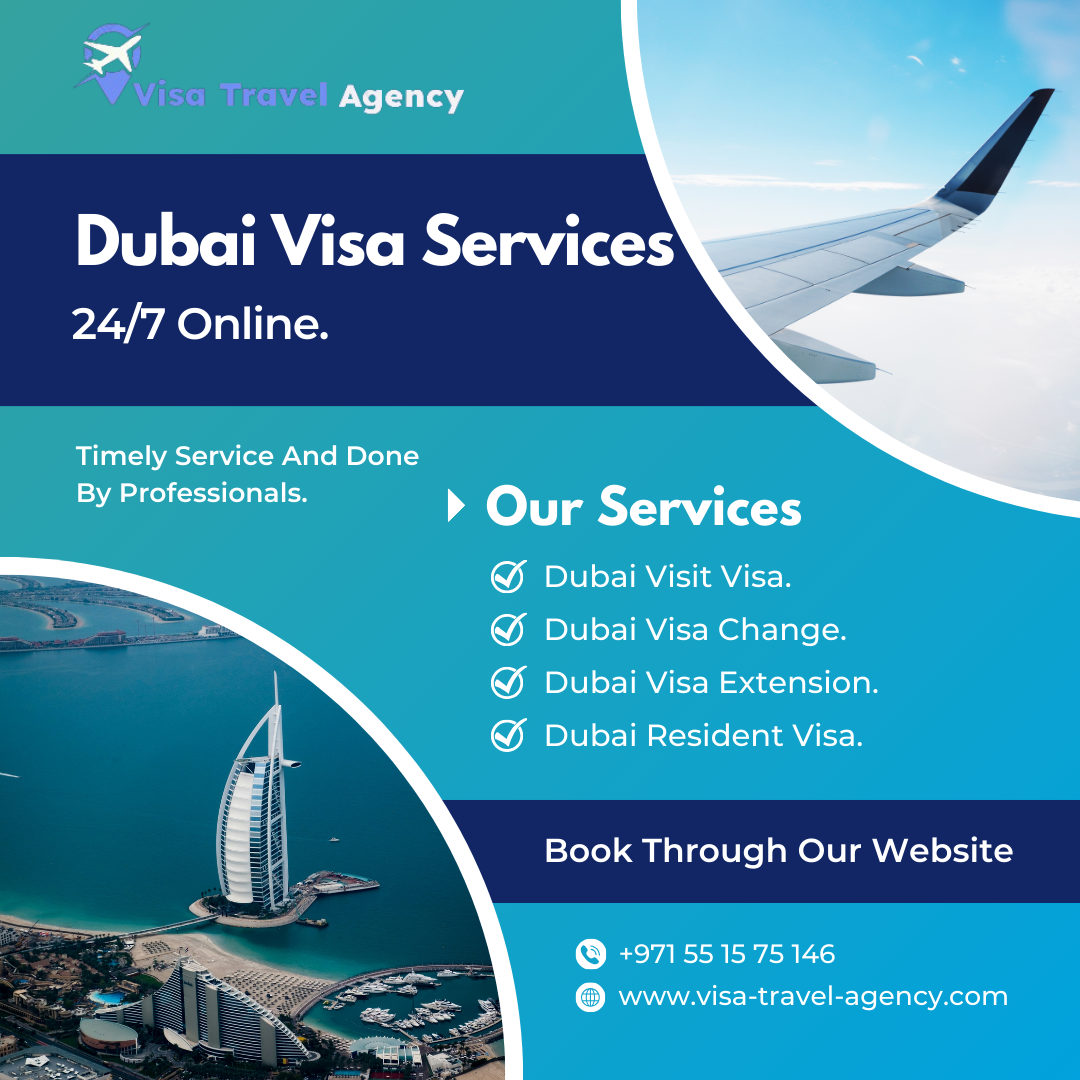 Visa Travel Agency
Dubai Visa Services
24/7 Online.
Timely Service And Done
By Professionals.
Our Services
Dubai Visit Visa.
Dubai Visa Change.
Dubai Visa Extension.
Dubai Resident Visa.
Book Through Our Website
+971 55 15 75 146
www.visa-travel-agency.com